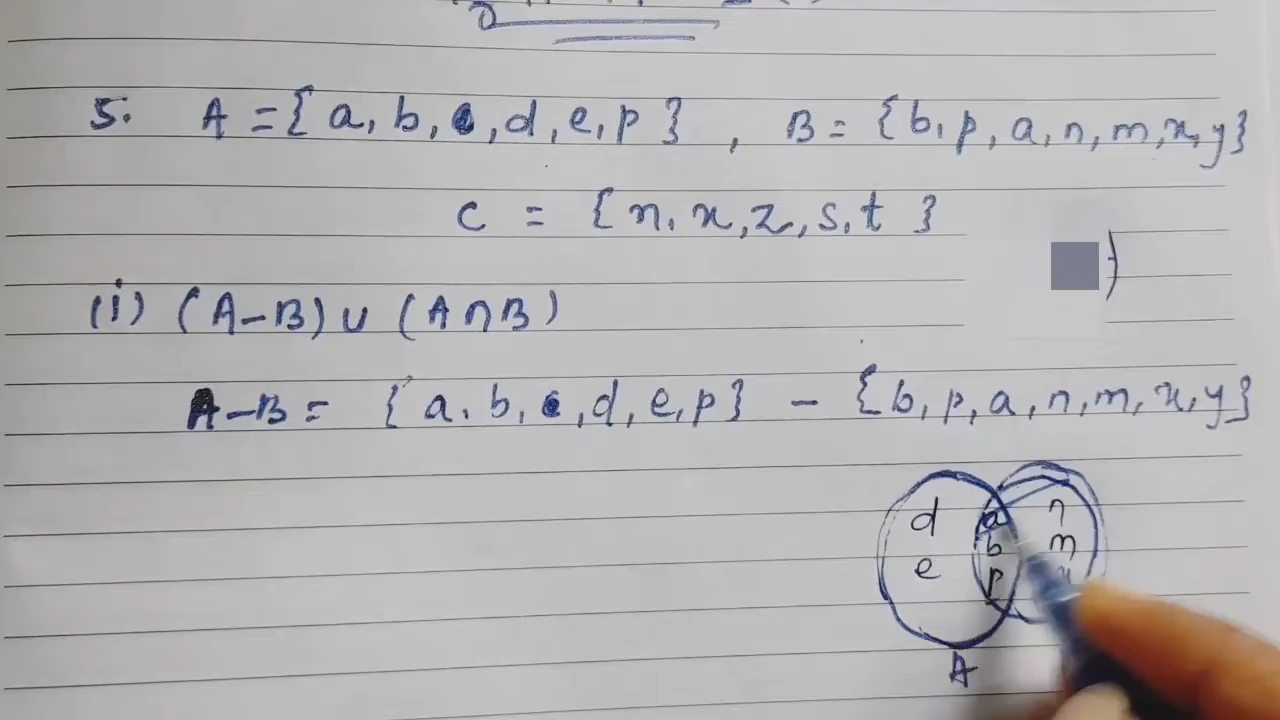 5. A = { a, b, c, d, e, p } , B = { b, p, a, n, m, x, y }
C = { n, x, z, s, t }
)
(i) (A-B) ∪ (A∩B)
A-B = { a, b, c, d, e, p } - { b, p, a, n, m, x, y }
d a n
e b m
p
A